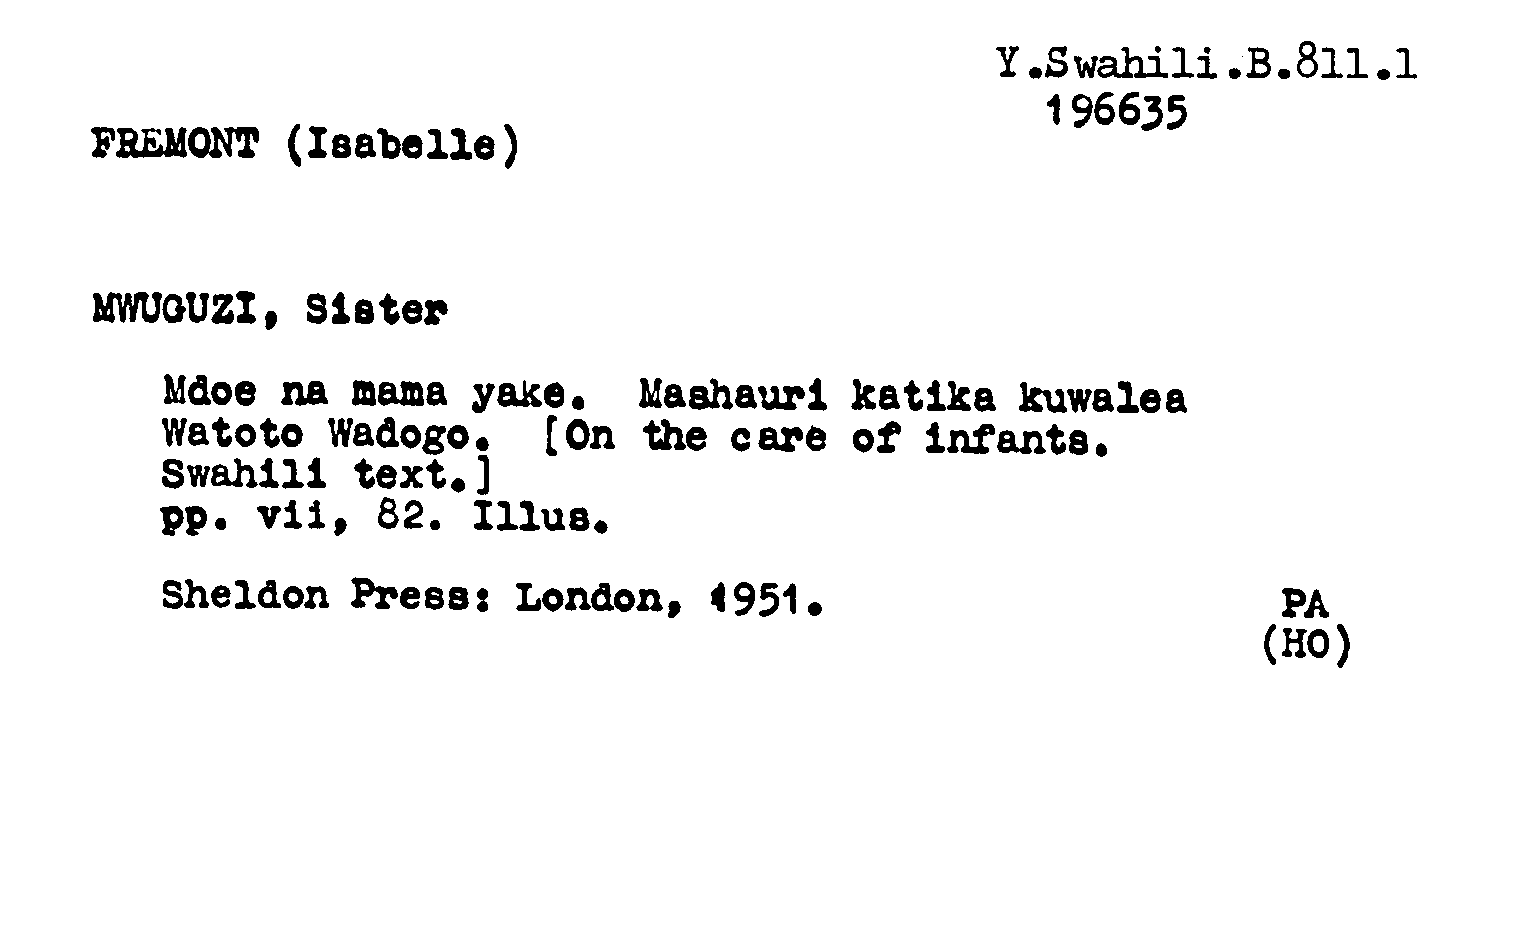 Y.Swahili.B.811.1
196635
FREMONT (Isabelle)
MWUGUZI, Sister
Mdoe na mama yake. Mashauri katika kuwalea
Watoto Wadogo. [On the care of infants.
Swahili text.]
pp. vii, 82. Illus.
Sheldon Press: London, 1951.
PA
(HO)